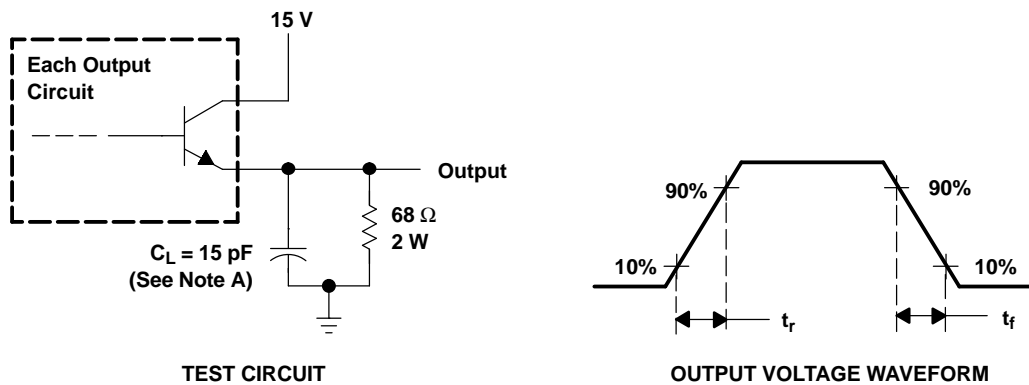 15 V
Each Output
Circuit
Output
68 Ω
2 W
C_L = 15 pF
(See Note A)
TEST CIRCUIT
90%
90%
10%
10%
t_r
t_f
OUTPUT VOLTAGE WAVEFORM